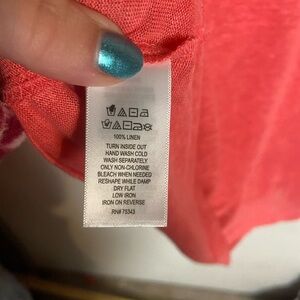 100% LINEN
TURN INSIDE OUT
HAND WASH COLD
WASH SEPARATELY
ONLY NON-CHLORINE
BLEACH WHEN NEEDED
RESHAPE WHILE DAMP
DRY FLAT
LOW IRON
IRON ON REVERSE
RN# 75343